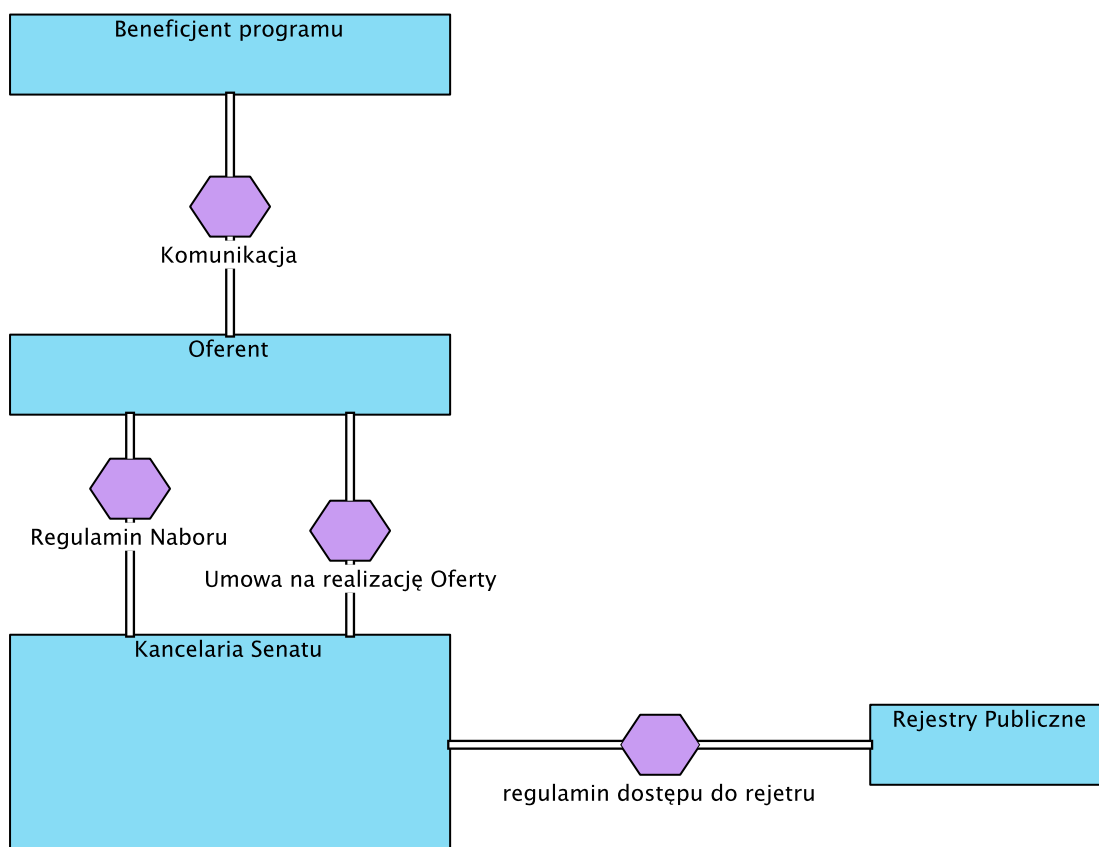 Beneficjent programu
Komunikacja
Oferent
Regulamin Naboru
Umowa na realizację Oferty
Kancelaria Senatu
Rejestry Publiczne
regulamin dostępu do rejetru